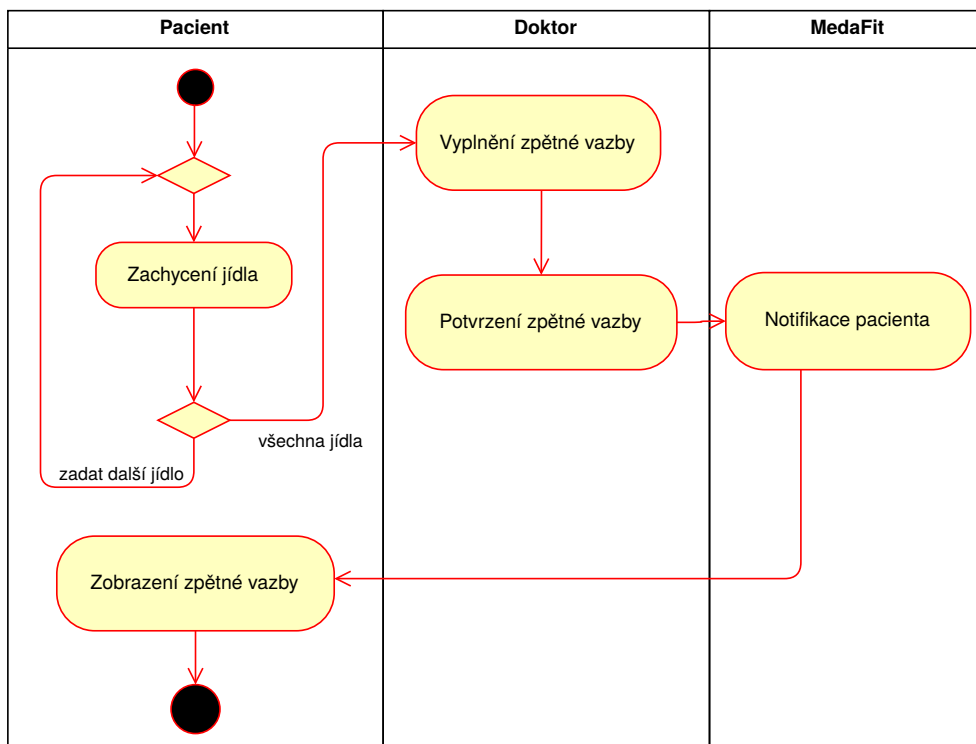 Pacient
Doktor
MedaFit
Vyplnění zpětné vazby
Zachycení jídla
Potvrzení zpětné vazby
Notifikace pacienta
všechna jídla
zadat další jídlo
Zobrazení zpětné vazby